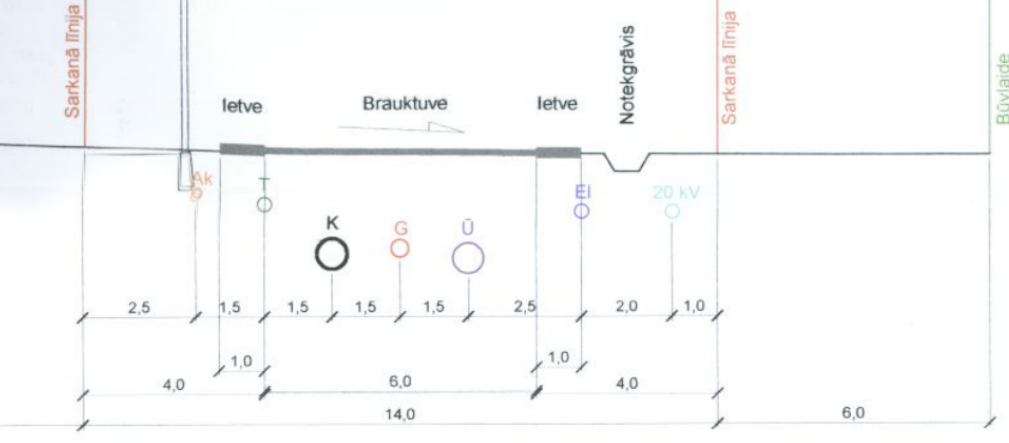 Sarkanā līnija
Ietve
Brauktuve
Ietve
Notekgrāvis
Sarkanā līnija
Būvlaide
Ak
T
K
G
Ū
El
20 kV
2,5
1,5
1,5
1,5
1,5
2,5
2,0
1,0
1,0
1,0
4,0
6,0
4,0
14,0
6,0